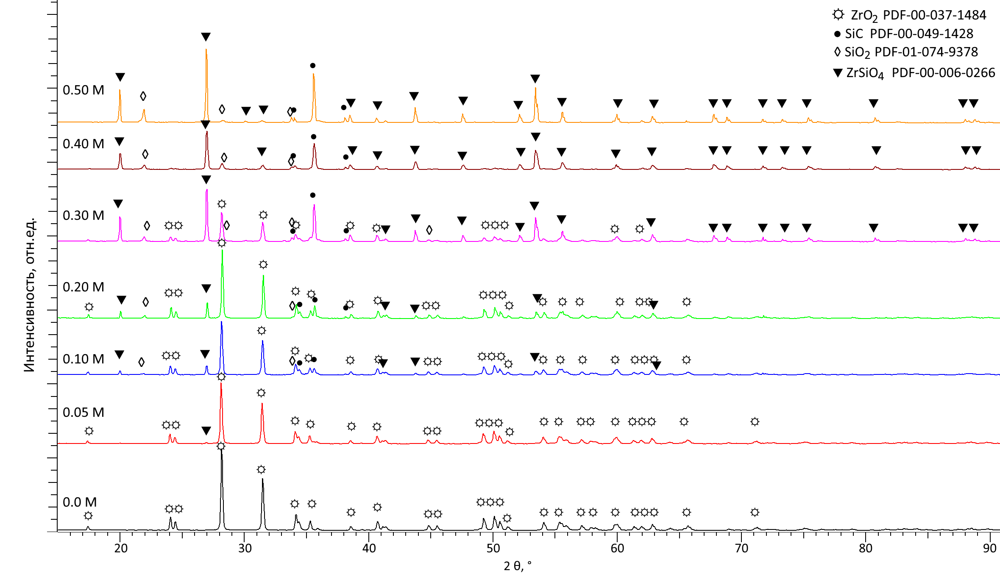 ZrO2 PDF-00-037-1484
SiC PDF-00-049-1428
SiO2 PDF-01-074-9378
ZrSiO4 PDF-00-006-0266
0.50 M
0.40 M
0.30 M
0.20 M
0.10 M
0.05 M
0.0 M
Интенсивность, отн.ед.
20 30 40 50 60 70 80 90
2 θ, °